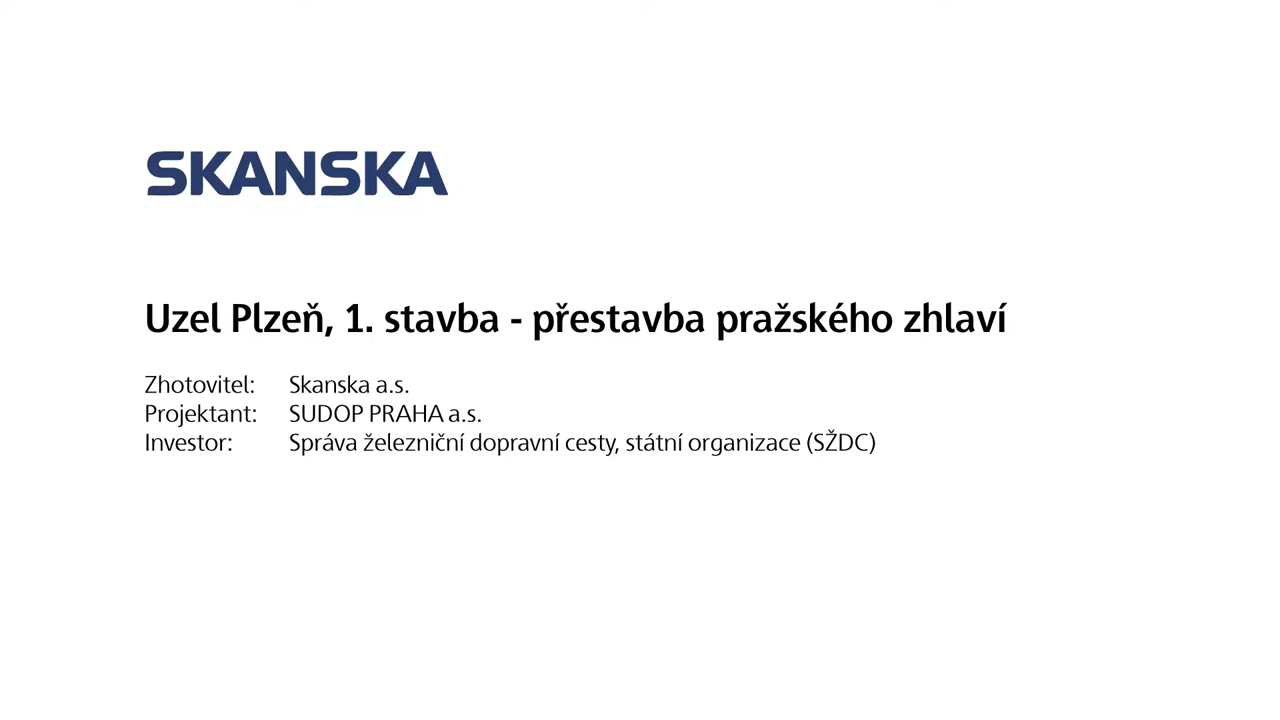 SKANSKA
Uzel Plzeň, 1. stavba - přestavba pražského zhlaví
Zhotovitel: Skanska a.s.
Projektant: SUDOP PRAHA a.s.
Investor: Správa železniční dopravní cesty, státní organizace (SŽDC)